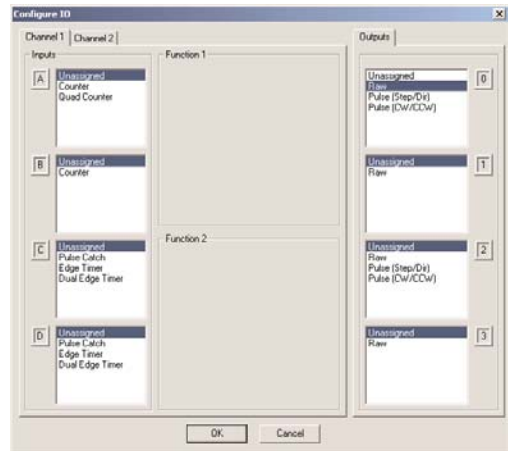 Configure IO
Channel 1
Channel 2
Inputs
A
Unassigned
Counter
Quad Counter
B
Unassigned
Counter
C
Unassigned
Pulse Catch
Edge Timer
Dual Edge Timer
D
Unassigned
Pulse Catch
Edge Timer
Dual Edge Timer
Function 1
Function 2
Outputs
Unassigned
Raw
Pulse (Step/Dir)
Pulse (CW/CCW)
0
Unassigned
Raw
1
Unassigned
Raw
Pulse (Step/Dir)
Pulse (CW/CCW)
2
Unassigned
Raw
3
OK
Cancel